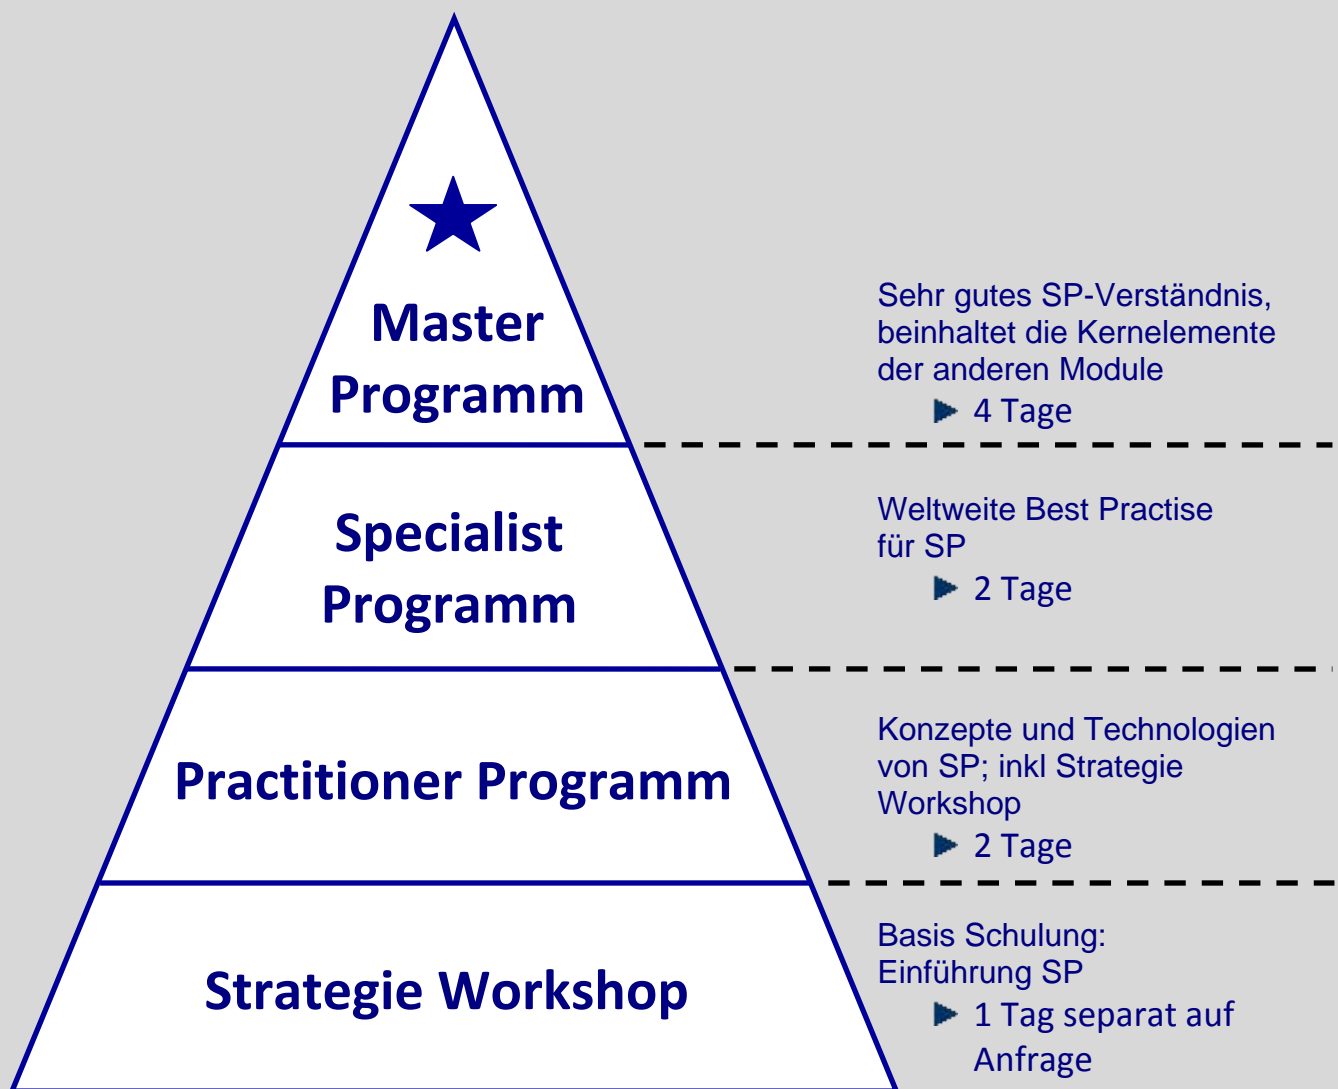 Master
Programm
Sehr gutes SP-Verständnis,
beinhaltet die Kernelemente
der anderen Module
4 Tage
Specialist
Programm
Weltweite Best Practise
für SP
2 Tage
Practitioner Programm
Konzepte und Technologien
von SP; inkl Strategie
Workshop
2 Tage
Strategie Workshop
Basis Schulung:
Einführung SP
1 Tag separat auf
Anfrage